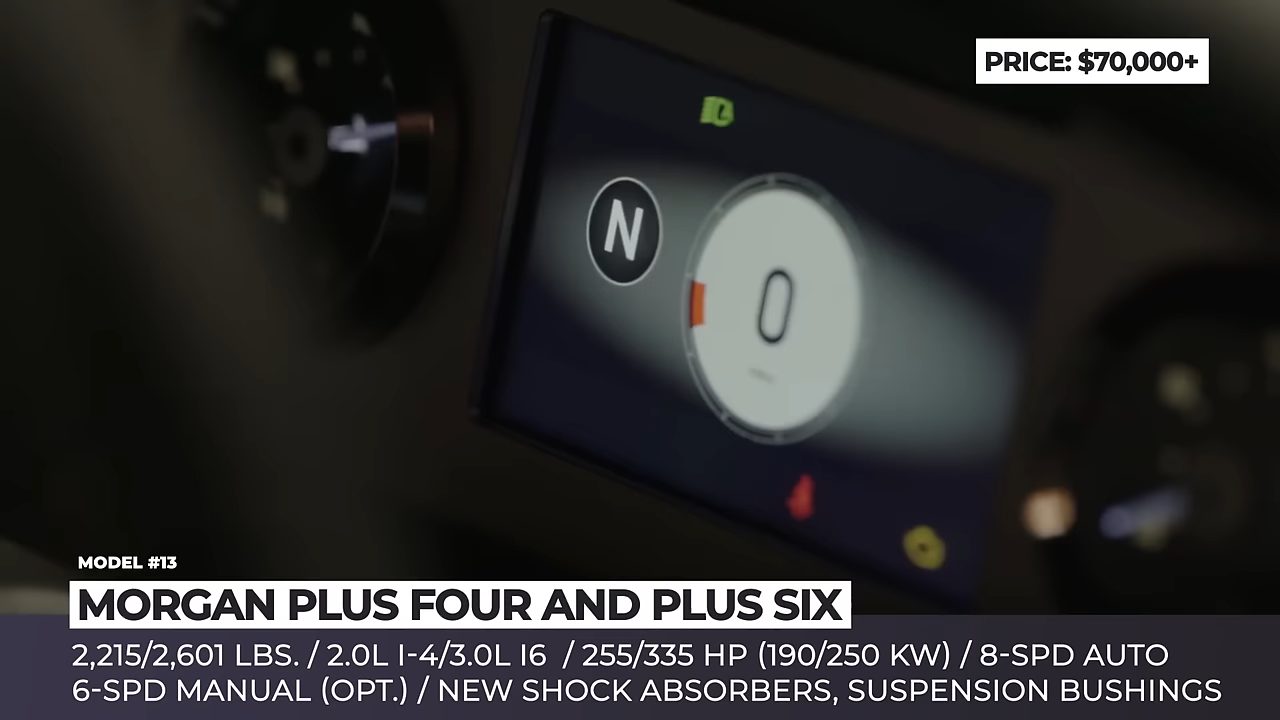 PRICE: $70,000+
N
0
MODEL #13
MORGAN PLUS FOUR AND PLUS SIX
2,215/2,601 LBS. / 2.0L I-4/3.0L I6 / 255/335 HP (190/250 KW) / 8-SPD AUTO
6-SPD MANUAL (OPT.) / NEW SHOCK ABSORBERS, SUSPENSION BUSHINGS